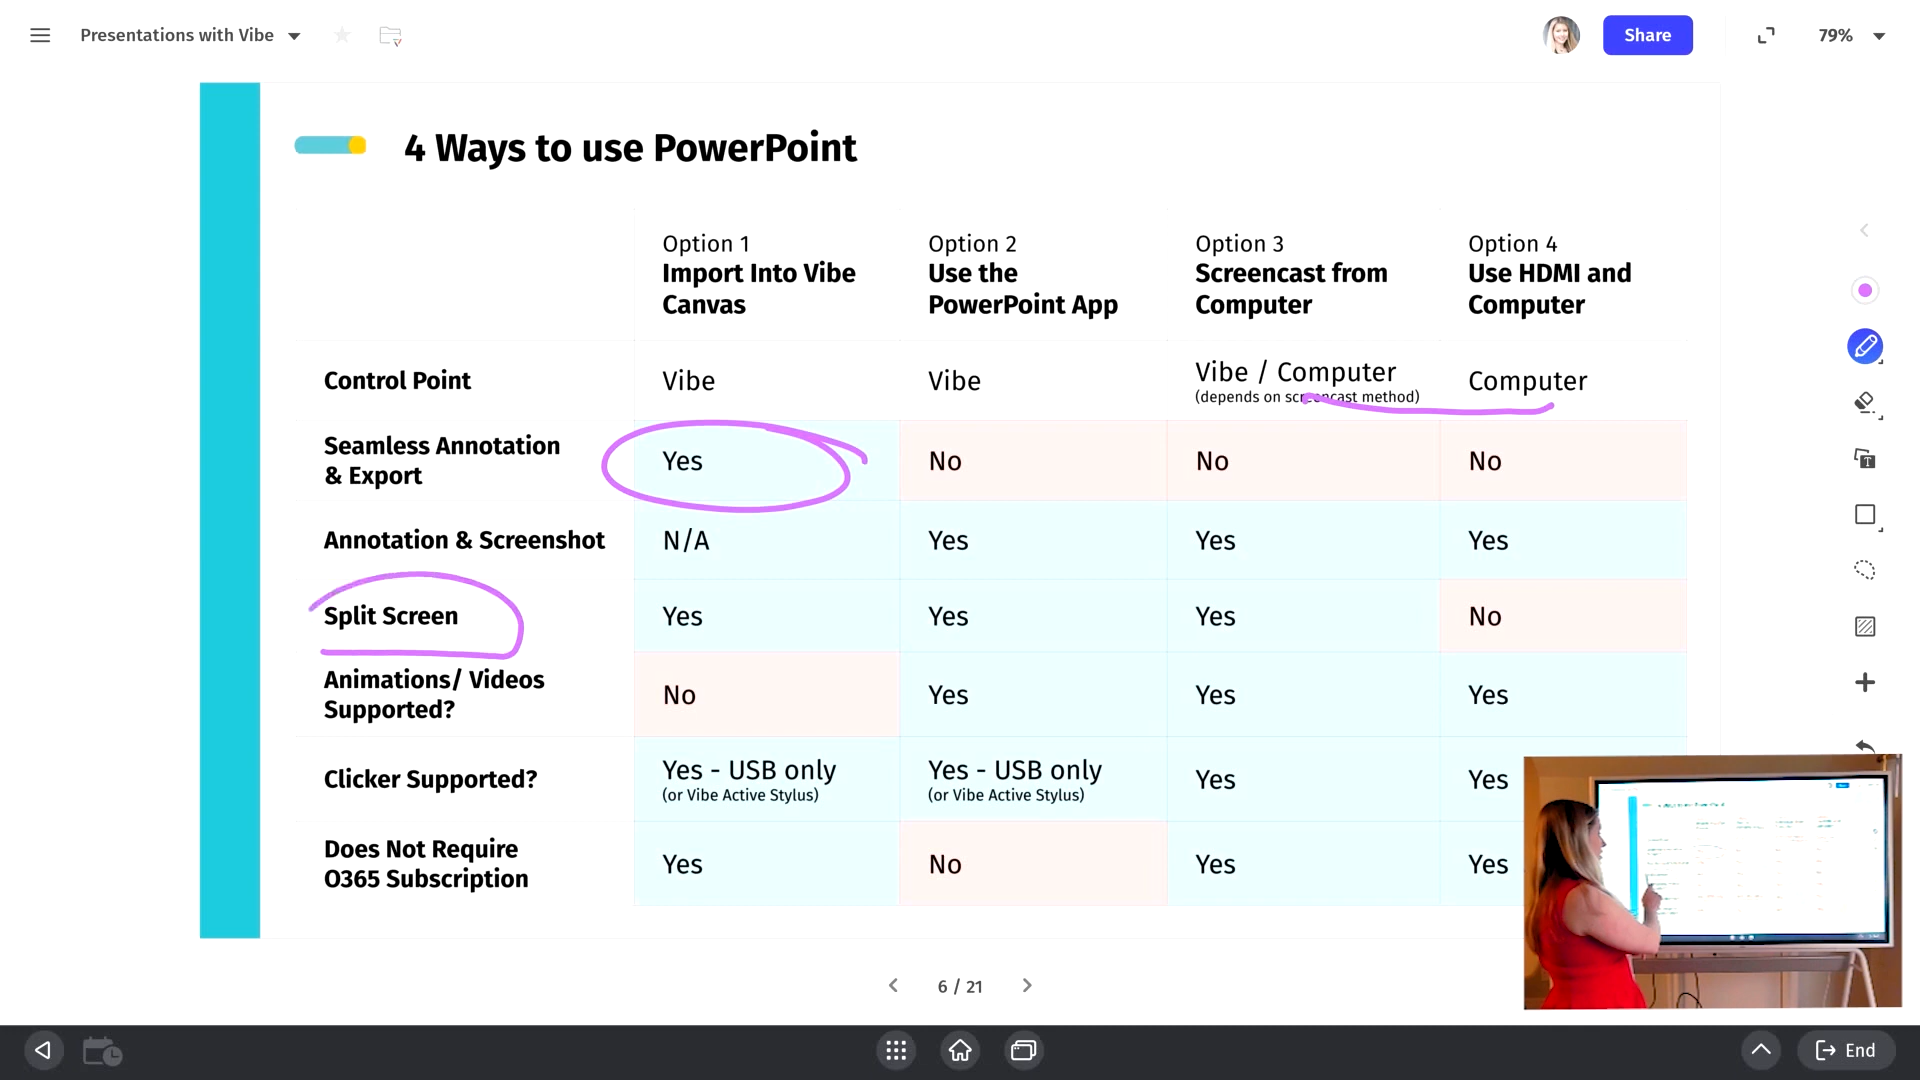 Presentations with Vibe
Share
79%
4 Ways to use PowerPoint
Option 1
Import Into Vibe
Canvas
Option 2
Use the
PowerPoint App
Option 3
Screencast from
Computer
Option 4
Use HDMI and
Computer
Control Point
Vibe
Vibe
Vibe / Computer
(depends on screencast method)
Computer
Seamless Annotation
& Export
Yes
No
No
No
Annotation & Screenshot
N/A
Yes
Yes
Yes
Split Screen
Yes
Yes
Yes
No
Animations/ Videos
Supported?
No
Yes
Yes
Yes
Clicker Supported?
Yes - USB only
(or Vibe Active Stylus)
Yes - USB only
(or Vibe Active Stylus)
Yes
Yes
Does Not Require
O365 Subscription
Yes
No
Yes
Yes
6 / 21
End